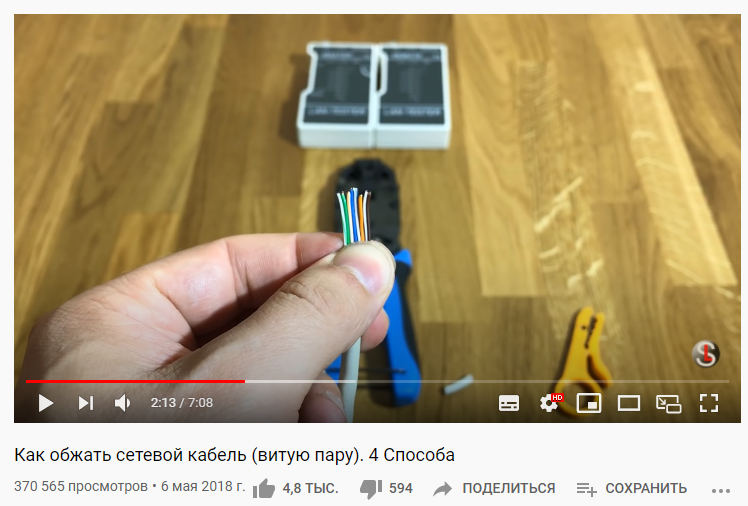 2:13 / 7:08
HD
Как обжать сетевой кабель (витую пару). 4 Способа
370 565 просмотров • 6 мая 2018 г.
4,8 ТЫС.
594
ПОДЕЛИТЬСЯ
СОХРАНИТЬ